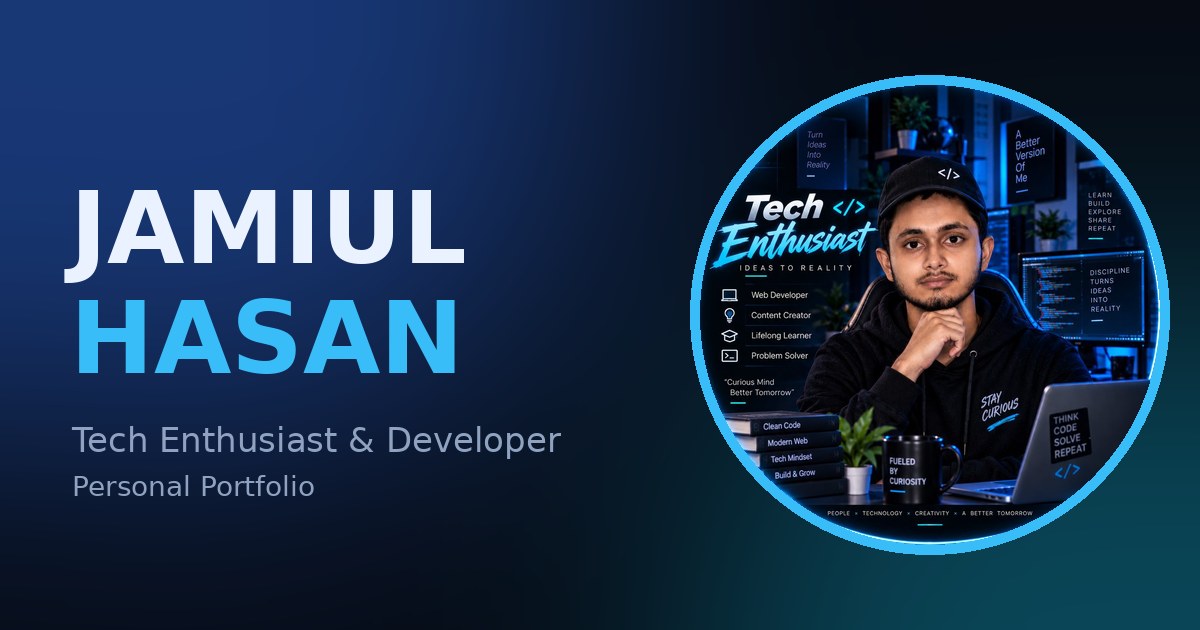 JAMIUL
HASAN
Tech Enthusiast & Developer
Personal Portfolio
Turn
Ideas
Into
Reality
A
Better
Version
Of
Me
LEARN
BUILD
EXPLORE
SHARE
REPEAT
</>
Tech </>
Enthusiast
IDEAS TO REALITY
Web Developer
Content Creator
Lifelong Learner
Problem Solver
"Curious Mind
Better Tomorrow"
DISCIPLINE
TURNS
IDEAS
INTO
REALITY
STAY
CURIOUS
Clean Code
Modern Web
Tech Mindset
Build & Grow
FUELED
BY
CURIOSITY
THINK
CODE
SOLVE
REPEAT
</>
PEOPLE × TECHNOLOGY × CREATIVITY × A BETTER TOMORROW